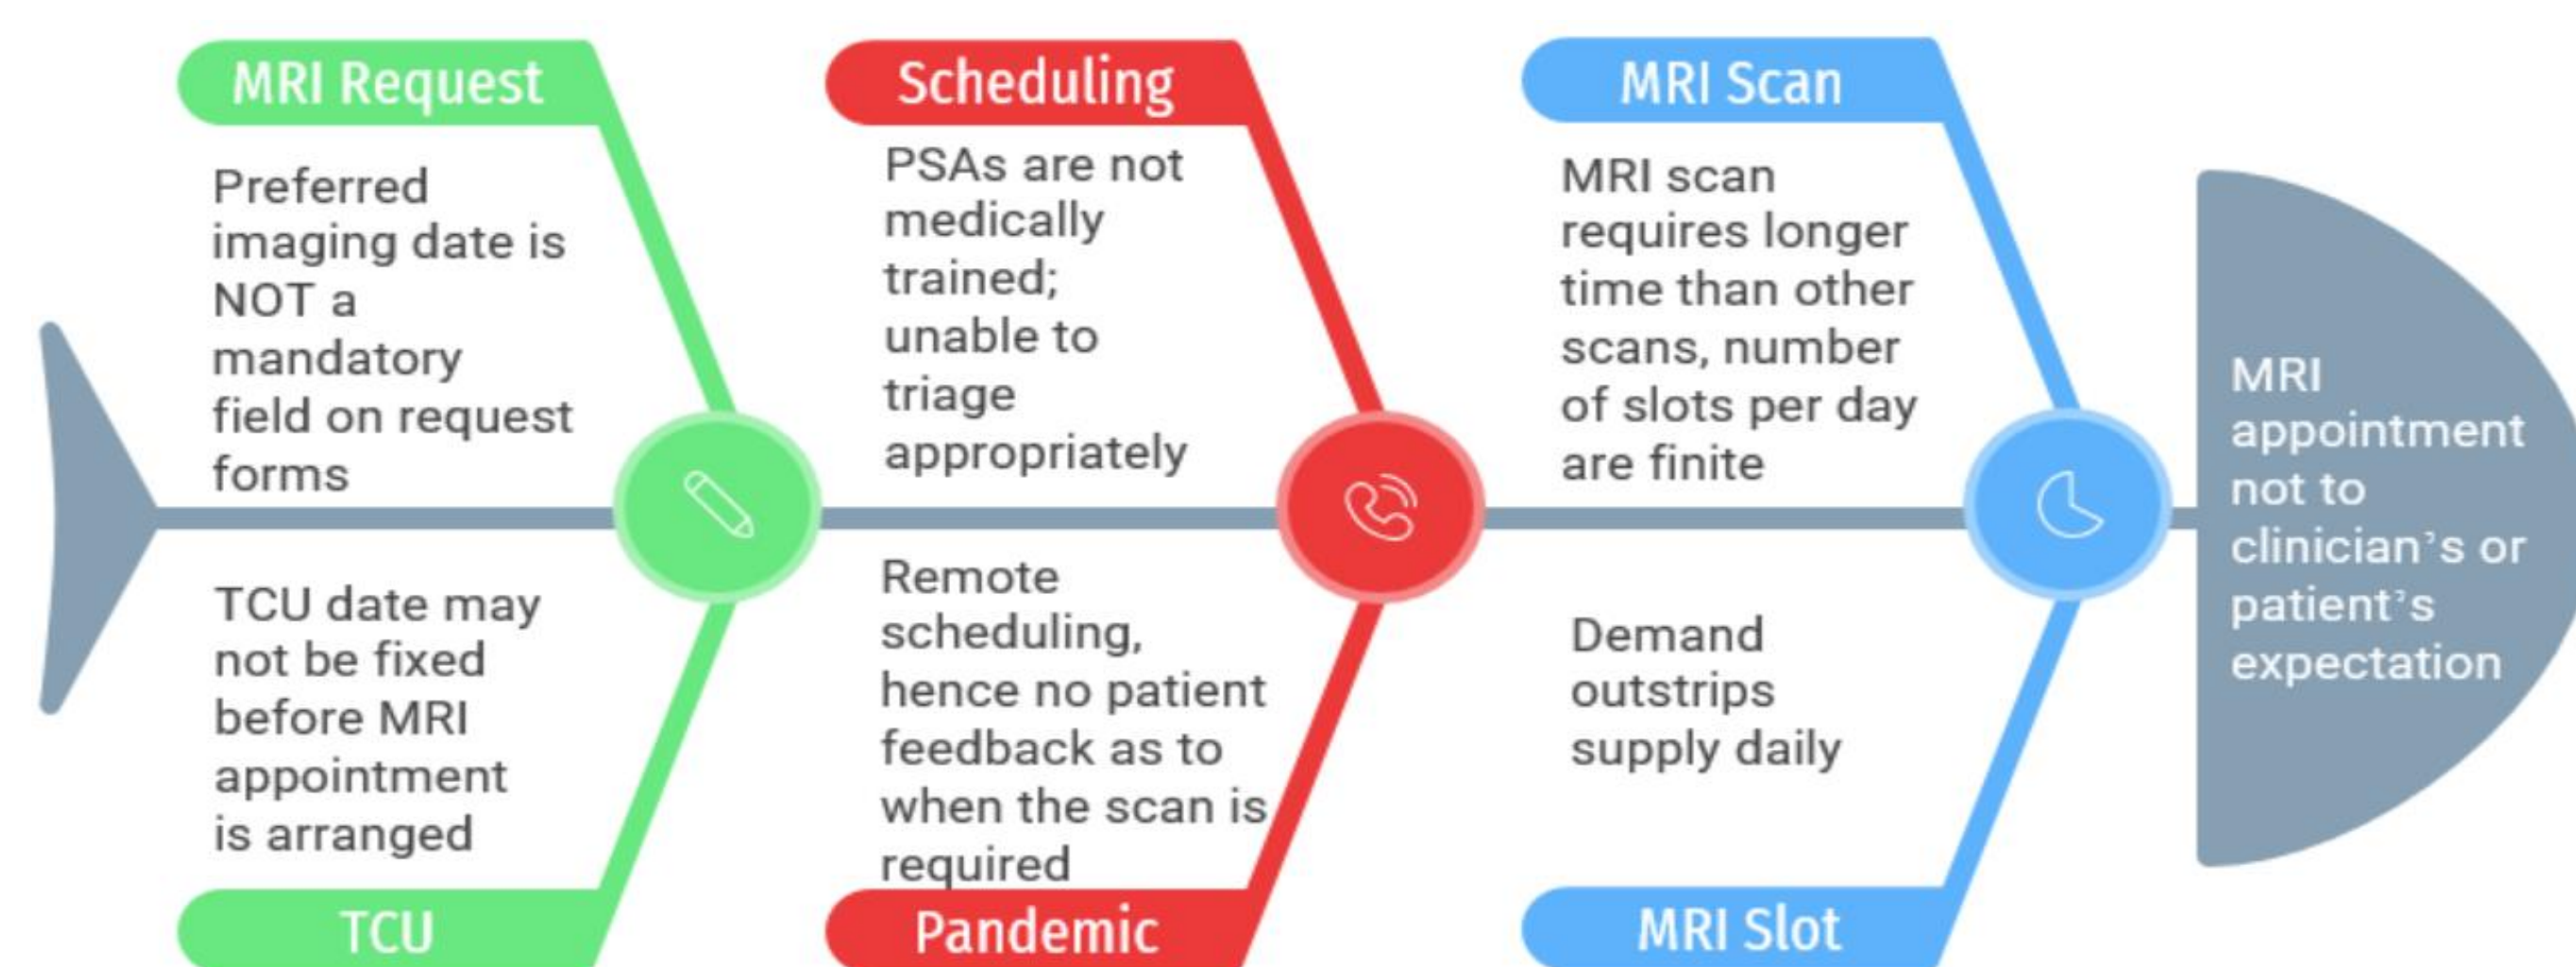 MRI Request
Preferred
imaging date is
NOT a
mandatory
field on request
forms
TCU date may
not be fixed
before MRI
appointment
is arranged
TCU
Scheduling
PSAs are not
medically
trained;
unable to
triage
appropriately
Remote
scheduling,
hence no patient
feedback as to
when the scan is
required
Pandemic
MRI Scan
MRI scan
requires longer
time than other
scans, number
of slots per day
are finite
Demand
outstrips
supply daily
MRI Slot
MRI
appointment
not to
clinician's or
patient's
expectation